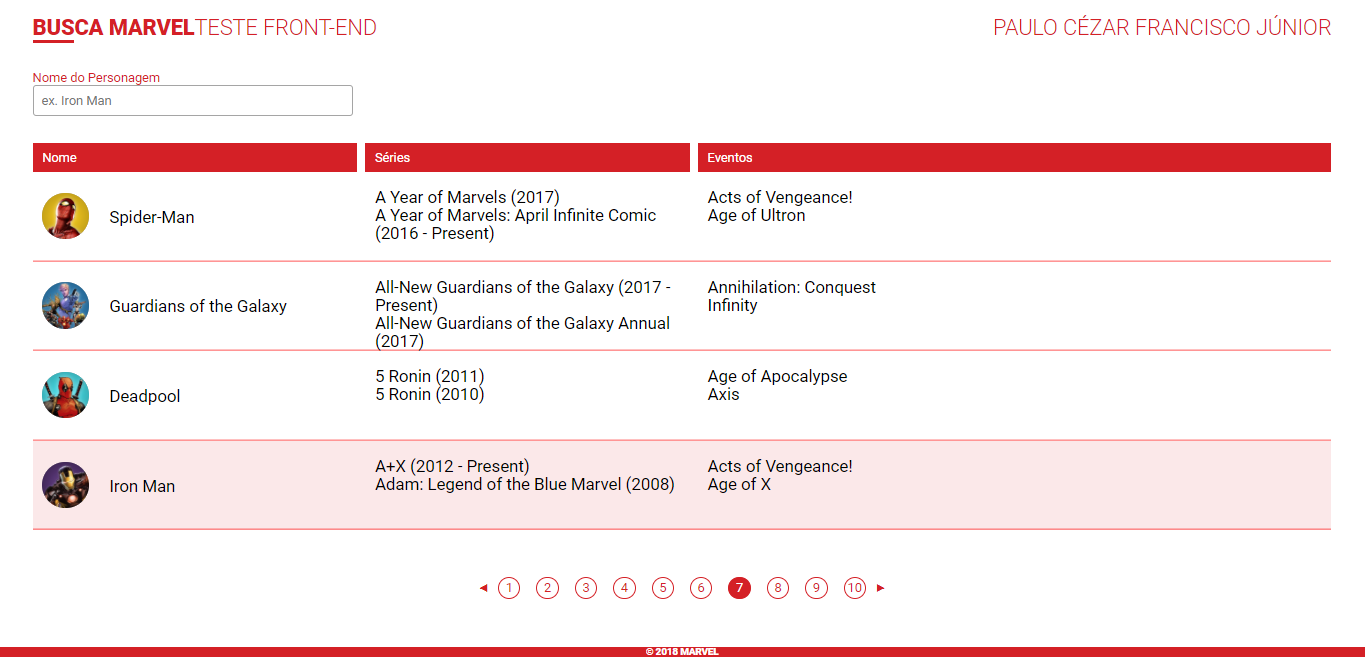 BUSCA MARVEL TESTE FRONT-END
PAULO CÉZAR FRANCISCO JÚNIOR
Nome do Personagem
ex. Iron Man
Nome
Séries
Eventos
Spider-Man
A Year of Marvels (2017)
A Year of Marvels: April Infinite Comic
(2016 - Present)
Acts of Vengeance!
Age of Ultron
Guardians of the Galaxy
All-New Guardians of the Galaxy (2017 -
Present)
All-New Guardians of the Galaxy Annual
(2017)
Annihilation: Conquest
Infinity
Deadpool
5 Ronin (2011)
5 Ronin (2010)
Age of Apocalypse
Axis
Iron Man
A+X (2012 - Present)
Adam: Legend of the Blue Marvel (2008)
Acts of Vengeance!
Age of X
◄ 1 2 3 4 5 6 7 8 9 10 ►
© 2018 MARVEL